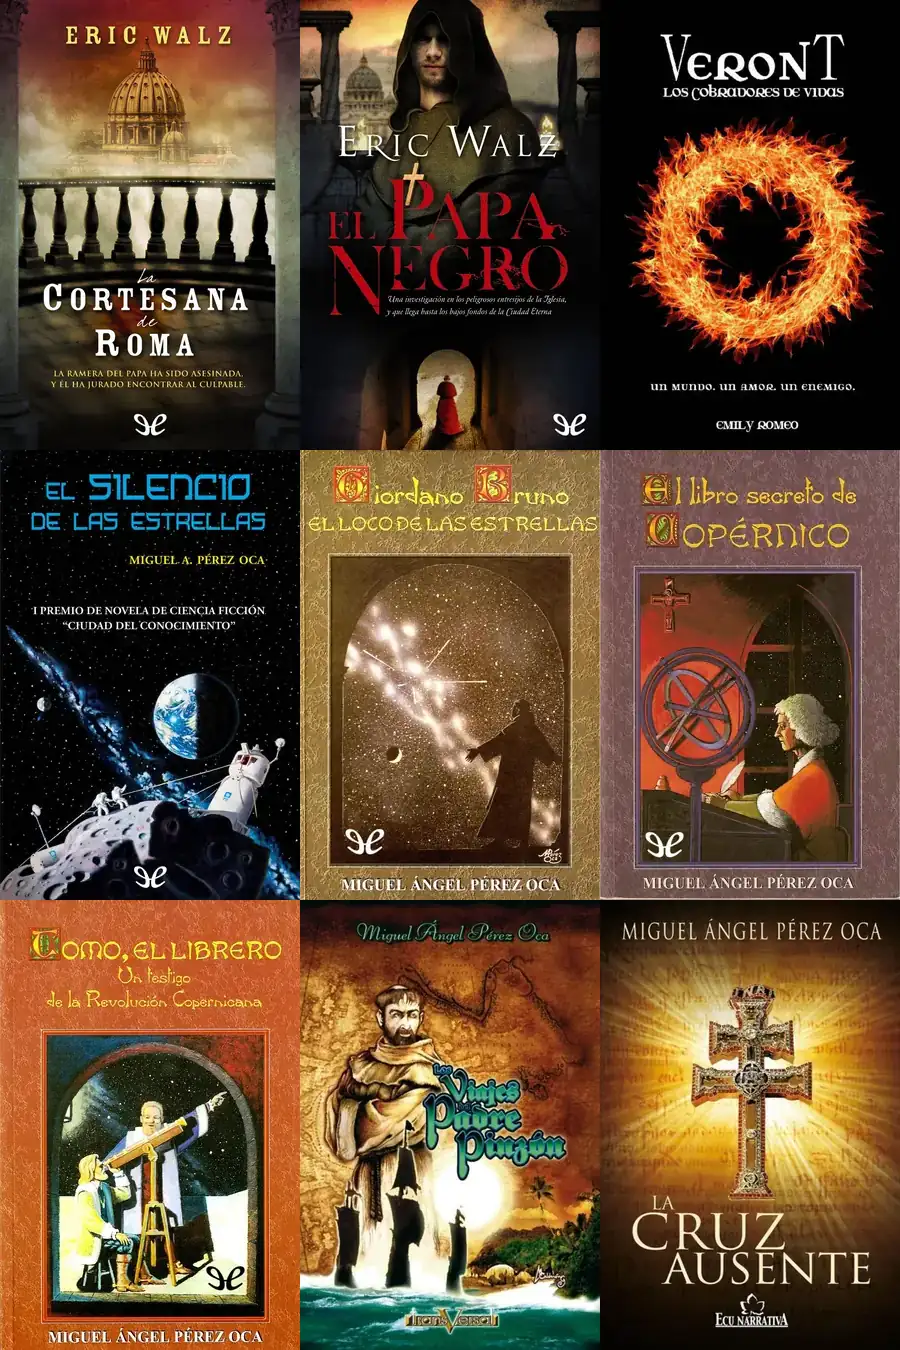 ERIC WALZ
La
CORTESANA
de
ROMA
LA RAMERA DEL PAPA HA SIDO ASESINADA,
Y ÉL HA JURADO ENCONTRAR AL CULPABLE.
ERIC WALZ
EL PAPA
NEGRO
Una investigación en los peligrosos entresijos de la Iglesia,
y que llega hasta los bajos fondos de la Ciudad Eterna
VERONT
LOS COBRADORES DE VIDAS
UN MUNDO. UN AMOR. UN ENEMIGO.
EMILY ROMEO
EL SILENCIO
DE LAS ESTRELLAS
MIGUEL A. PÉREZ OCA
I PREMIO DE NOVELA DE CIENCIA FICCIÓN
“CIUDAD DEL CONOCIMIENTO”
Giordano Bruno
EL LOCO DE LAS ESTRELLAS
MIGUEL ÁNGEL PÉREZ OCA
El libro secreto de
COPÉRNICO
MIGUEL ÁNGEL PÉREZ OCA
TOMO, EL LIBRERO
Un testigo
de la Revolución Copernicana
MIGUEL ÁNGEL PÉREZ OCA
Miguel Ángel Pérez Oca
Los
Viajes
del
Padre
Pinzón
TransVersal
MIGUEL ÁNGEL PÉREZ OCA
LA
CRUZ
AUSENTE
ECU NARRATIVA